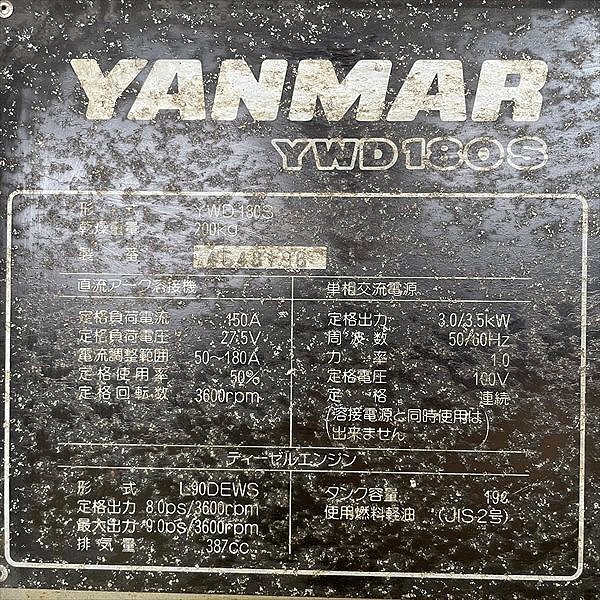 YANMAR
YWD180S
形 式 YWD180S
乾燥重量 200kg
製 番
直流アーク溶接機
定格負荷電流 150A
定格負荷電圧 27.5V
電流調整範囲 50～180A
定格使用率 50%
定格回転数 3600rpm
単相交流電源
定格出力 3.0/3.5kW
周波数 50/60Hz
力 率 1.0
定格電圧 100V
定 格 連続
(溶接電源と同時使用は
出来ません)
ディーゼルエンジン
形 式 L-90DEWS
定格出力 8.0ps/3600rpm
最大出力 9.0ps/3600rpm
排気量 387cc
タンク容量 19ℓ
使用燃料軽油 (JIS2号)